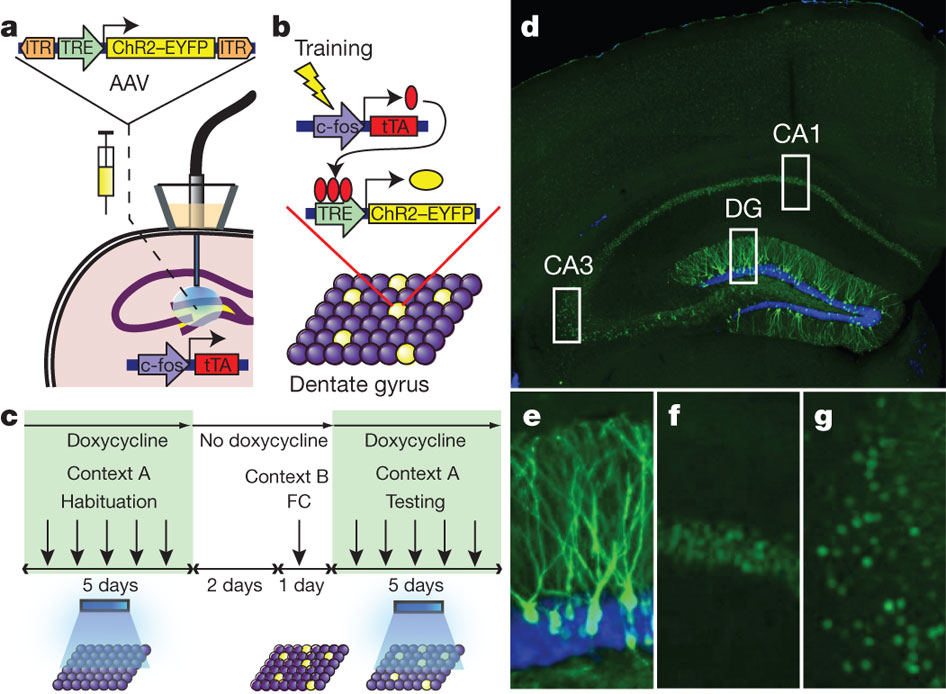 a
ITR TRE ChR2–EYFP ITR
AAV
c-fos tTA
b
Training
c-fos tTA
TRE ChR2–EYFP
Dentate gyrus
c
Doxycycline No doxycycline Doxycycline
Context A Context B Context A
Habituation FC Testing
5 days 2 days 1 day 5 days
d
CA1
DG
CA3
e f g